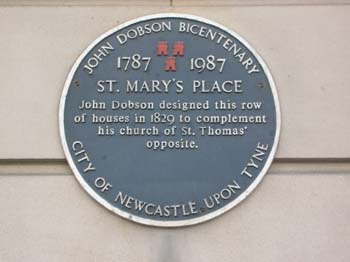 JOHN DOBSON BICENTENARY
1787 1987
ST. MARY'S PLACE
John Dobson designed this row
of houses in 1829 to complement
his church of St. Thomas'
opposite.
CITY OF NEWCASTLE UPON TYNE